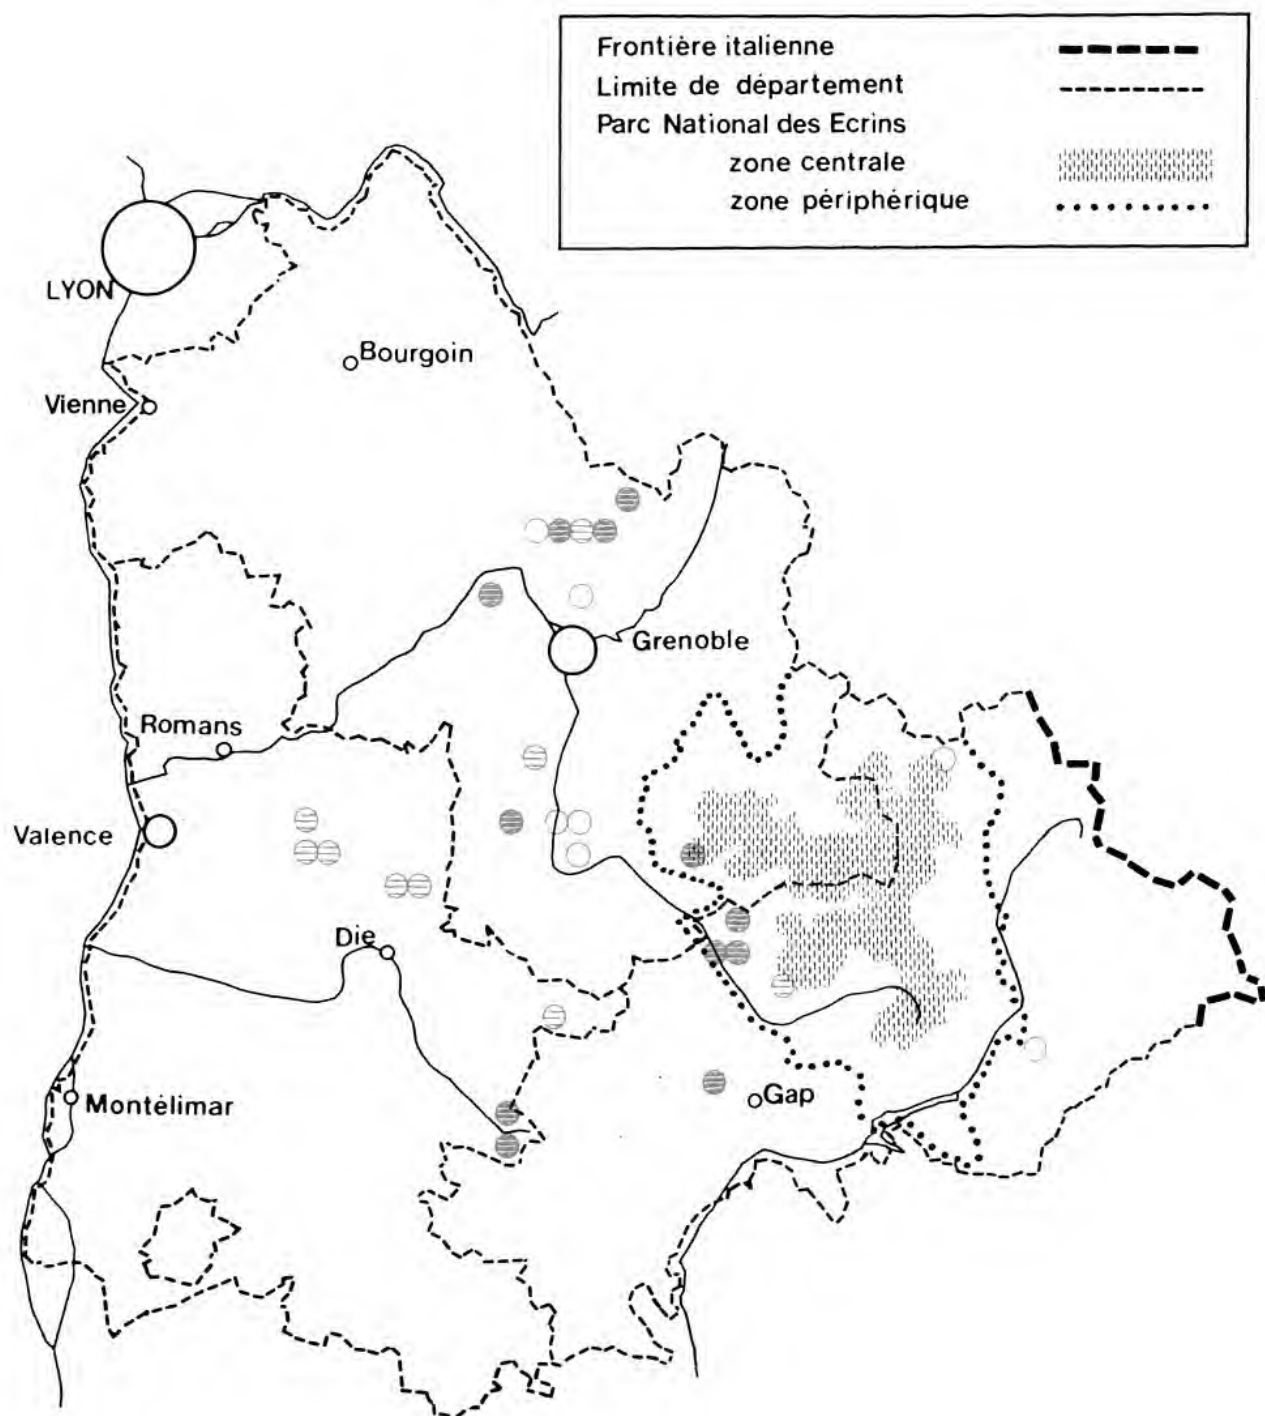 Frontière italienne
Limite de département
Parc National des Ecrins
zone centrale
zone périphérique
LYON
Bourgoin
Vienne
Grenoble
Romans
Valence
Die
Montélimar
Gap